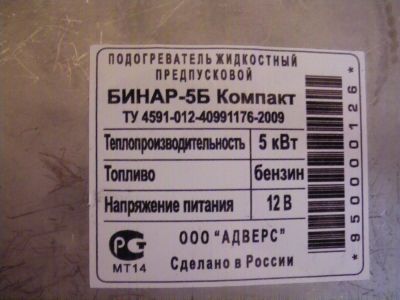 ПОДОГРЕВАТЕЛЬ ЖИДКОСТНЫЙ
ПРЕДПУСКОВОЙ
БИНАР-5Б Компакт
ТУ 4591-012-40991176-2009
Теплопроизводительность 5 кВт
Топливо бензин
Напряжение питания 12 В
РСТ
МТ14
ООО "АДВЕРС"
Сделано в России
*950000126*